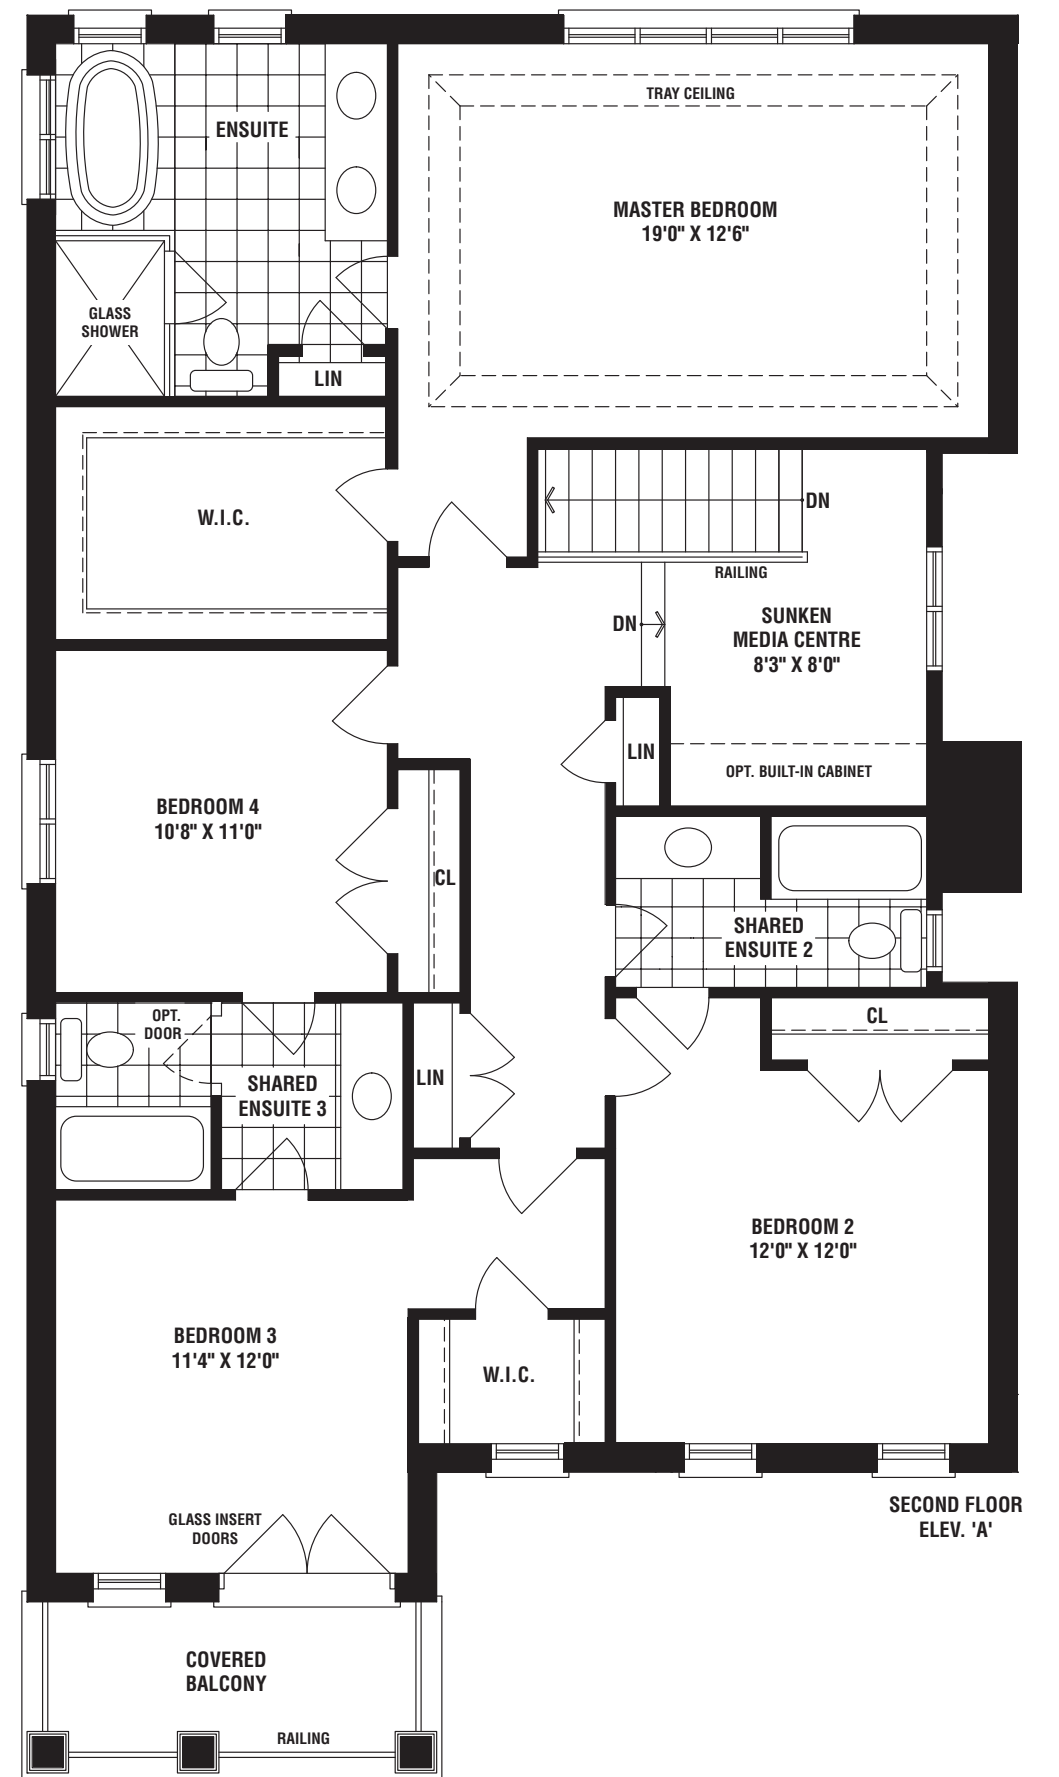 TRAY CEILING
ENSUITE
MASTER BEDROOM
19'0" X 12'6"
GLASS
SHOWER
LIN
W.I.C.
DN
RAILING
DN
SUNKEN
MEDIA CENTRE
8'3" X 8'0"
LIN
OPT. BUILT-IN CABINET
BEDROOM 4
10'8" X 11'0"
CL
SHARED
ENSUITE 2
OPT.
DOOR
CL
SHARED
ENSUITE 3
LIN
BEDROOM 2
12'0" X 12'0"
BEDROOM 3
11'4" X 12'0"
W.I.C.
GLASS INSERT
DOORS
SECOND FLOOR
ELEV. 'A'
COVERED
BALCONY
RAILING